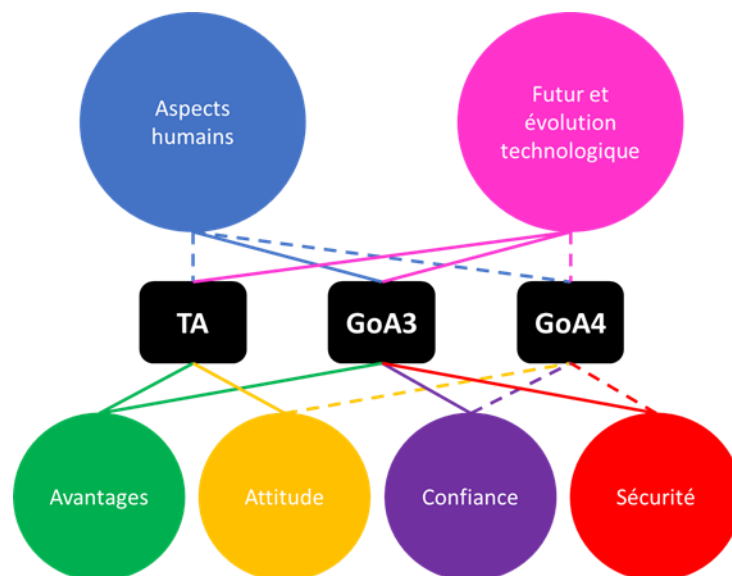 Aspects
humains
Futur et
évolution
technologique
TA
GoA3
GoA4
Avantages
Attitude
Confiance
Sécurité